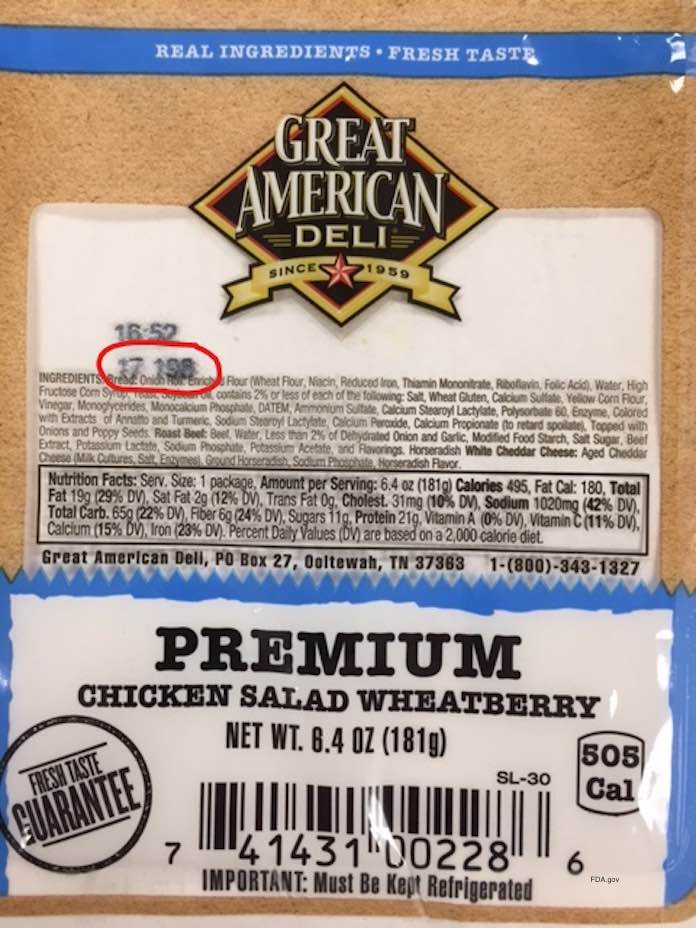 REAL INGREDIENTS • FRESH TASTE
GREAT
AMERICAN
DELI
SINCE 1959
16:52
17 198
INGREDIENTS: Bread: Onion Roll: Enriched Flour (Wheat Flour, Niacin, Reduced Iron, Thiamin Mononitrate, Riboflavin, Folic Acid), Water, High
Fructose Corn Syrup, Yeast, contains 2% or less of each of the following: Salt, Wheat Gluten, Calcium Sulfate, Yellow Corn Flour,
Vinegar, Monoglycerides, Monocalcium Phosphate, DATEM, Ammonium Sulfate, Calcium Stearoyl Lactylate, Polysorbate 60, Enzyme, Colored
with Extracts of Annatto and Turmeric, Sodium Stearoyl Lactylate, Calcium Peroxide, Calcium Propionate (to retard spoilate), Topped with
Onions and Poppy Seeds. Roast Beef: Beef, Water, Less than 2% of Dehydrated Onion and Garlic, Modified Food Starch, Salt Sugar, Beef
Extract, Potassium Lactate, Sodium Phosphate, Potassium Acetate, and Flavorings. Horseradish White Cheddar Cheese: Aged Cheddar
Cheese (Milk Cultures, Salt, Enzymes), Ground Horseradish, Sodium Phosphate, Horseradish Flavor.
Nutrition Facts: Serv. Size: 1 package, Amount per Serving: 6.4 oz (181g) Calories 495, Fat Cal: 180, Total
Fat 19g (29% DV), Sat Fat 2g (12% DV), Trans Fat 0g, Cholest. 31mg (10% DV), Sodium 1020mg (42% DV),
Total Carb. 65g (22% DV), Fiber 6g (24% DV), Sugars 11g, Protein 21g, Vitamin A (0% DV), Vitamin C (11% DV),
Calcium (15% DV), Iron (23% DV). Percent Daily Values (DV) are based on a 2,000 calorie diet.
Great American Deli, PO Box 27, Ooltewah, TN 37363 1-(800)-343-1327
PREMIUM
CHICKEN SALAD WHEATBERRY
NET WT. 6.4 OZ (181g)
FRESH TASTE
GUARANTEE
505
Cal
SL-30
7 41431 00228 6
IMPORTANT: Must Be Kept Refrigerated
FDA.gov